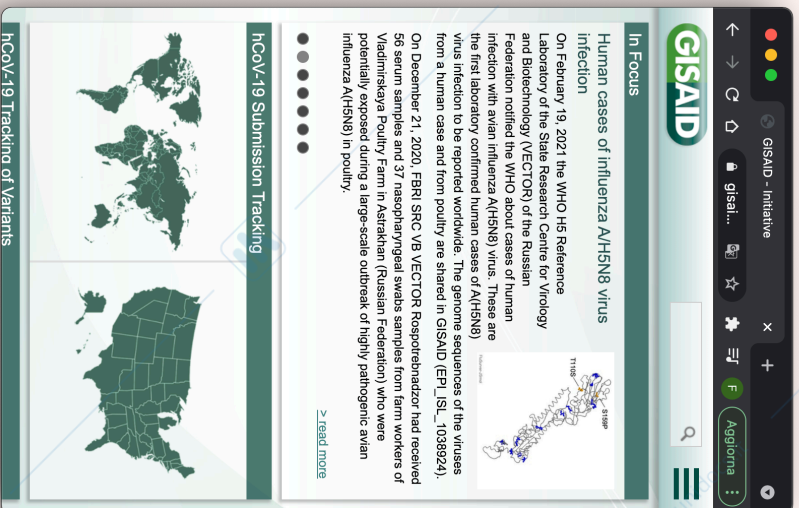 GISAID - Initiative
gisai...
F
Aggiorna
GISAID
In Focus
Human cases of influenza A/H5N8 virus
infection
On February 19, 2021 the WHO H5 Reference
Laboratory of the State Research Centre for Virology
and Biotechnology (VECTOR) of the Russian
Federation notified the WHO about cases of human
infection with avian influenza A(H5N8) virus. These are
the first laboratory confirmed human cases of A(H5N8)
virus infection to be reported worldwide. The genome sequences of the viruses
from a human case and from poultry are shared in GISAID (EPI_ISL_1038924).
S159P
T110S
On December 21, 2020, FBRI SRC VB VECTOR Rospotrebnadzor had received
56 serum samples and 37 nasopharyngeal swabs samples from farm workers of
Vladimirskaya Poultry Farm in Astrakhan (Russian Federation) who were
potentially exposed during a large-scale outbreak of highly pathogenic avian
influenza A(H5N8) in poultry.
> read more
hCoV-19 Submission Tracking
hCoV-19 Tracking of Variants